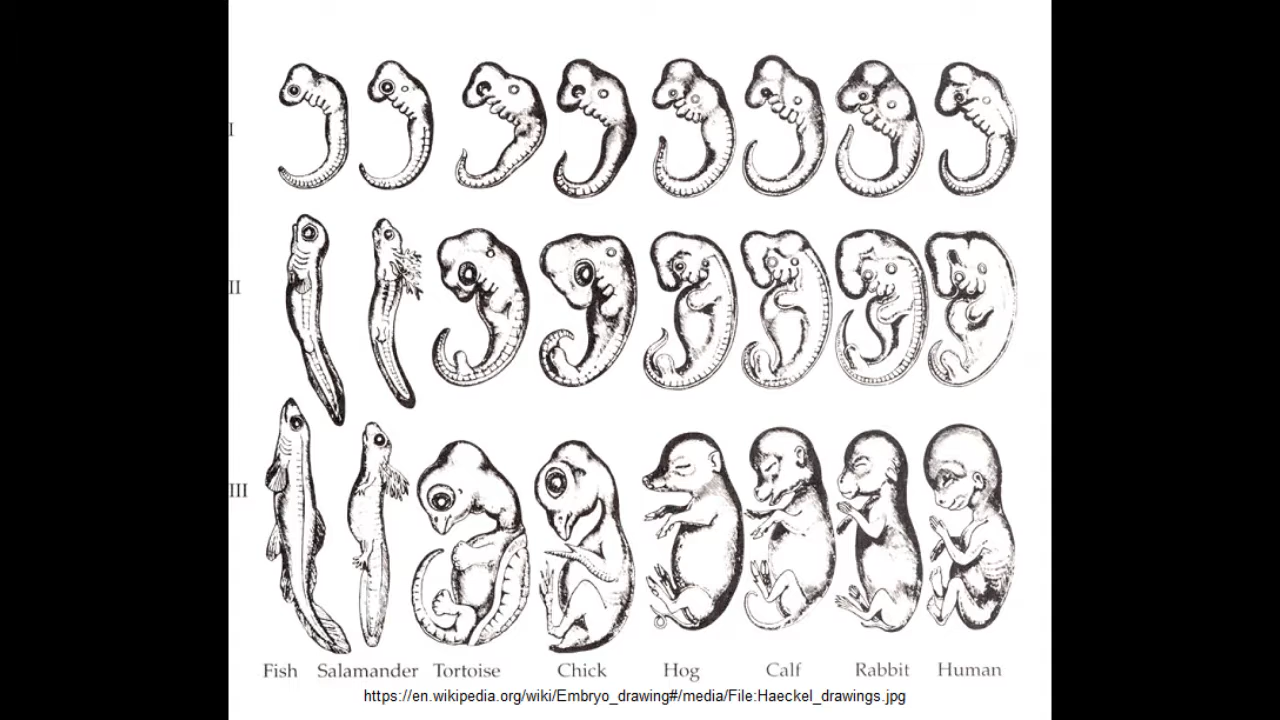 I
II
III
Fish Salamander Tortoise Chick Hog Calf Rabbit Human
https://en.wikipedia.org/wiki/Embryo_drawing#/media/File:Haeckel_drawings.jpg